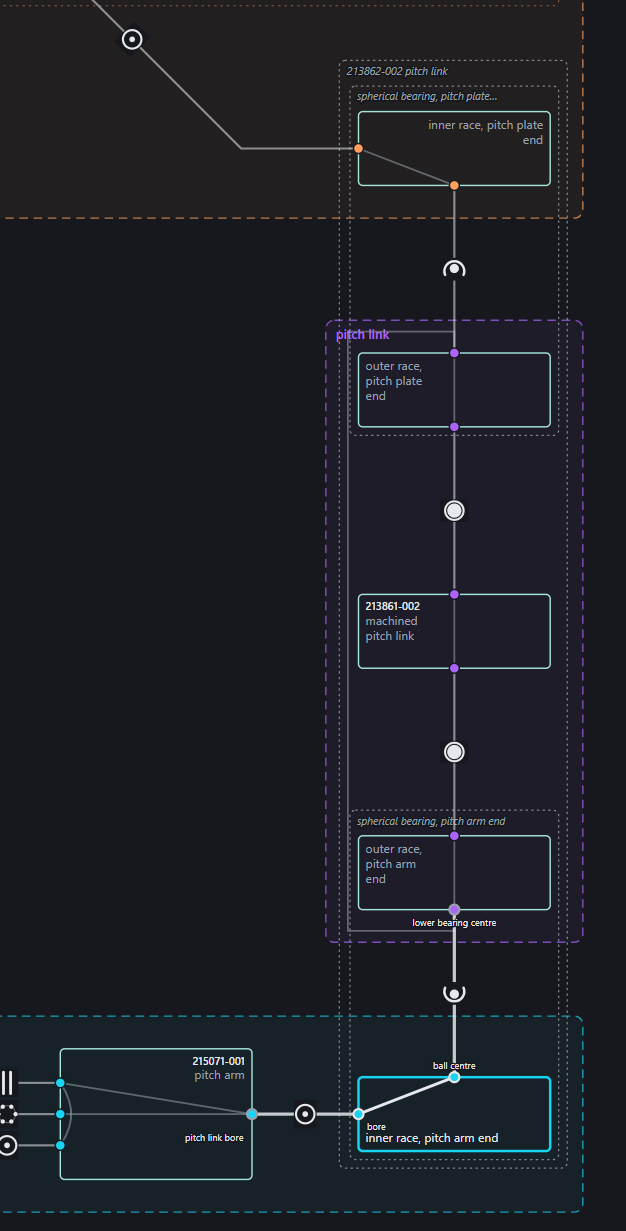 213862-002 pitch link
spherical bearing, pitch plate...
inner race, pitch plate
end
pitch link
outer race,
pitch plate
end
213861-002
machined
pitch link
spherical bearing, pitch arm end
outer race,
pitch arm
end
lower bearing centre
ball centre
215071-001
pitch arm
pitch link bore
bore
inner race, pitch arm end